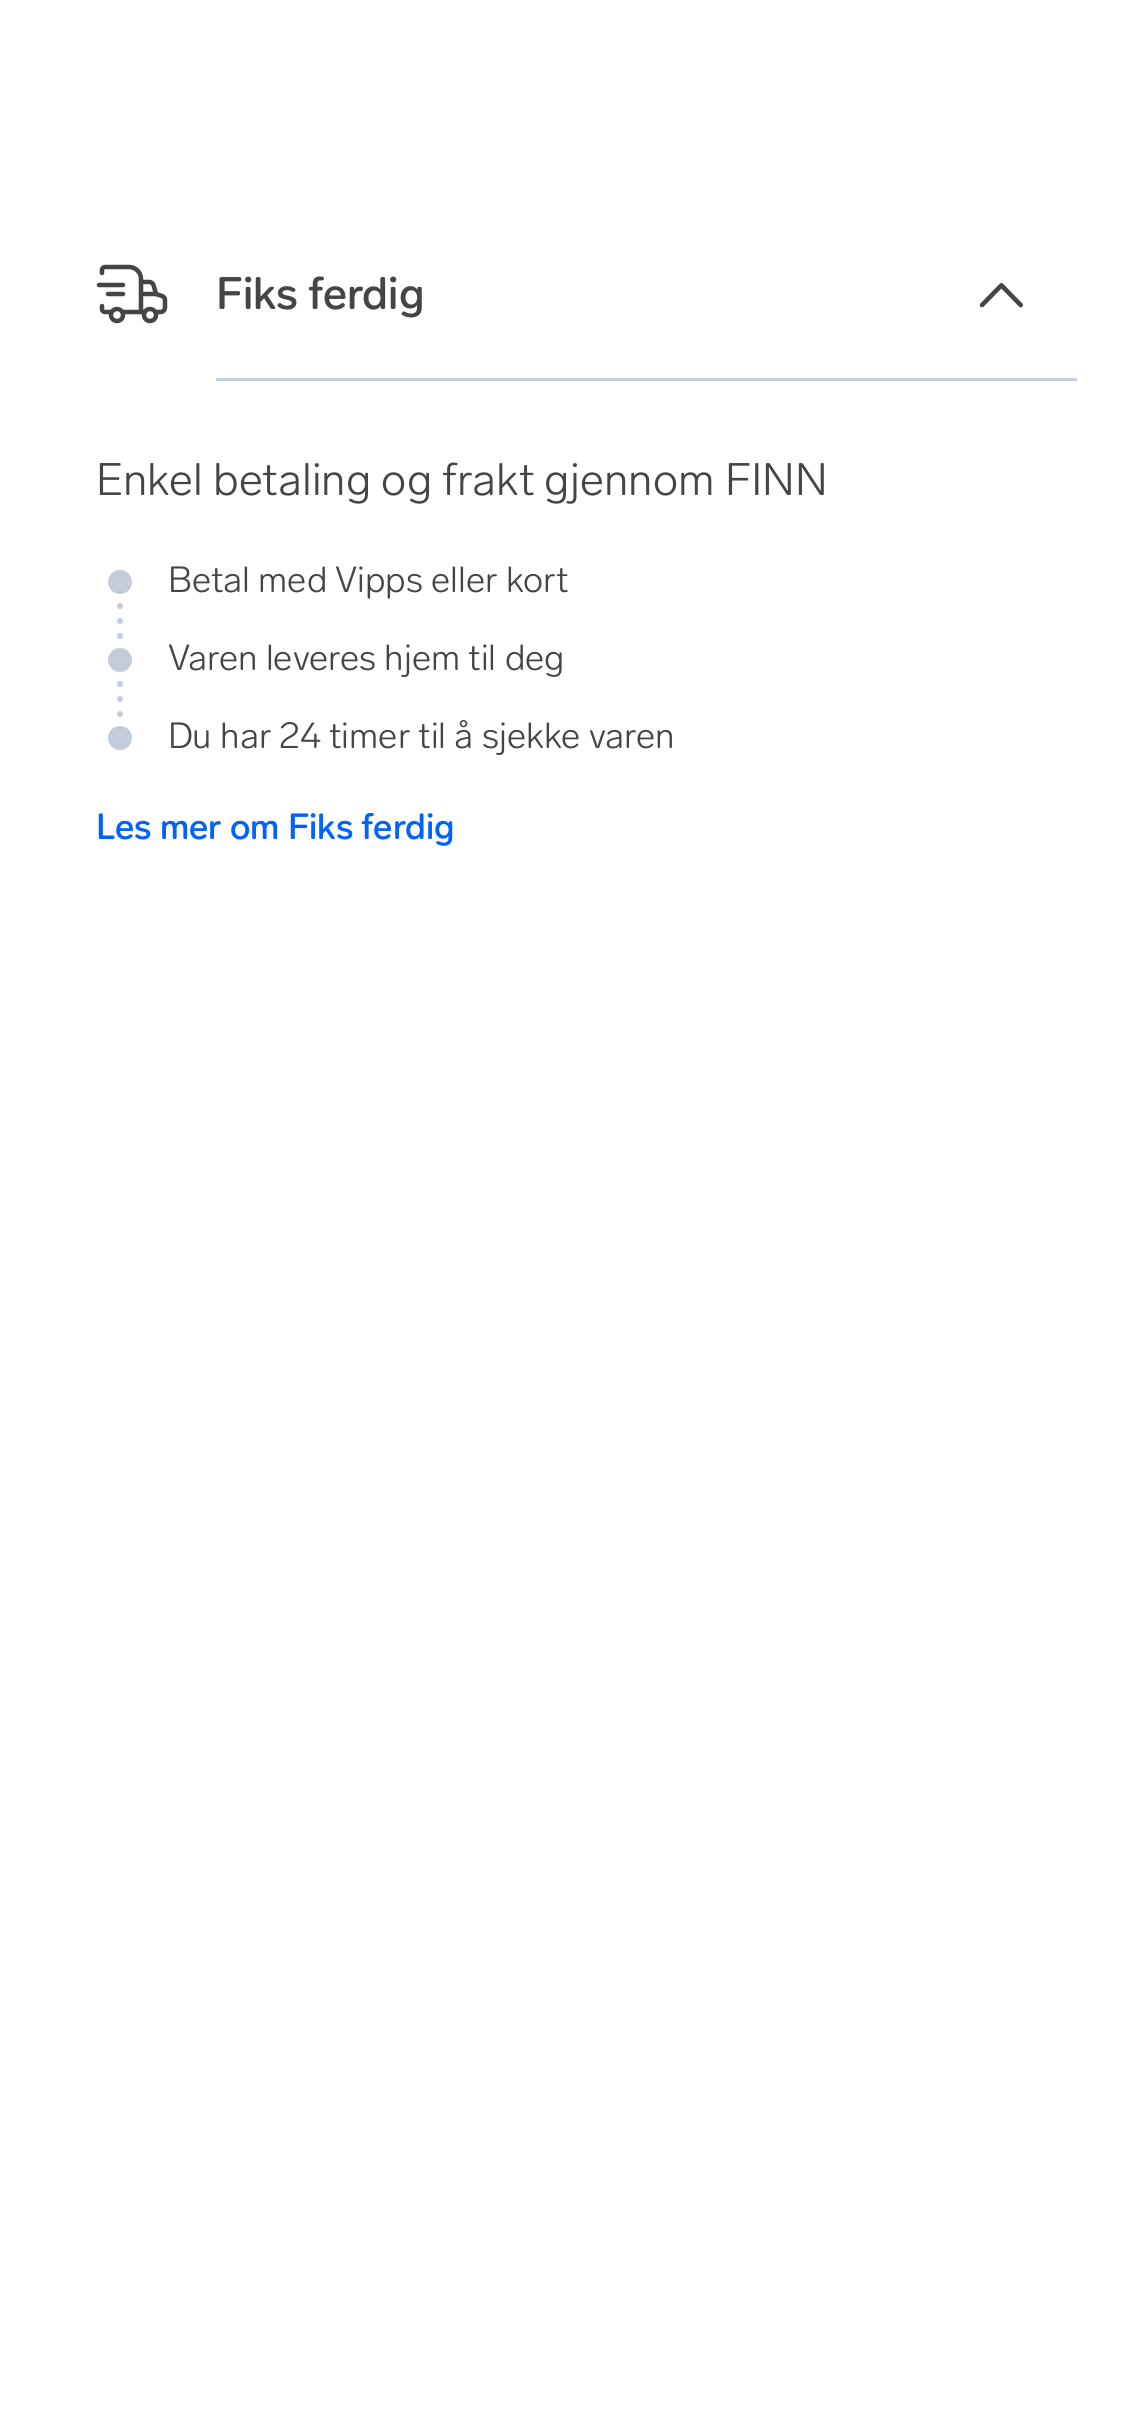 Fiks ferdig
Enkel betaling og frakt gjennom FINN
Betal med Vipps eller kort
Varen leveres hjem til deg
Du har 24 timer til å sjekke varen
Les mer om Fiks ferdig